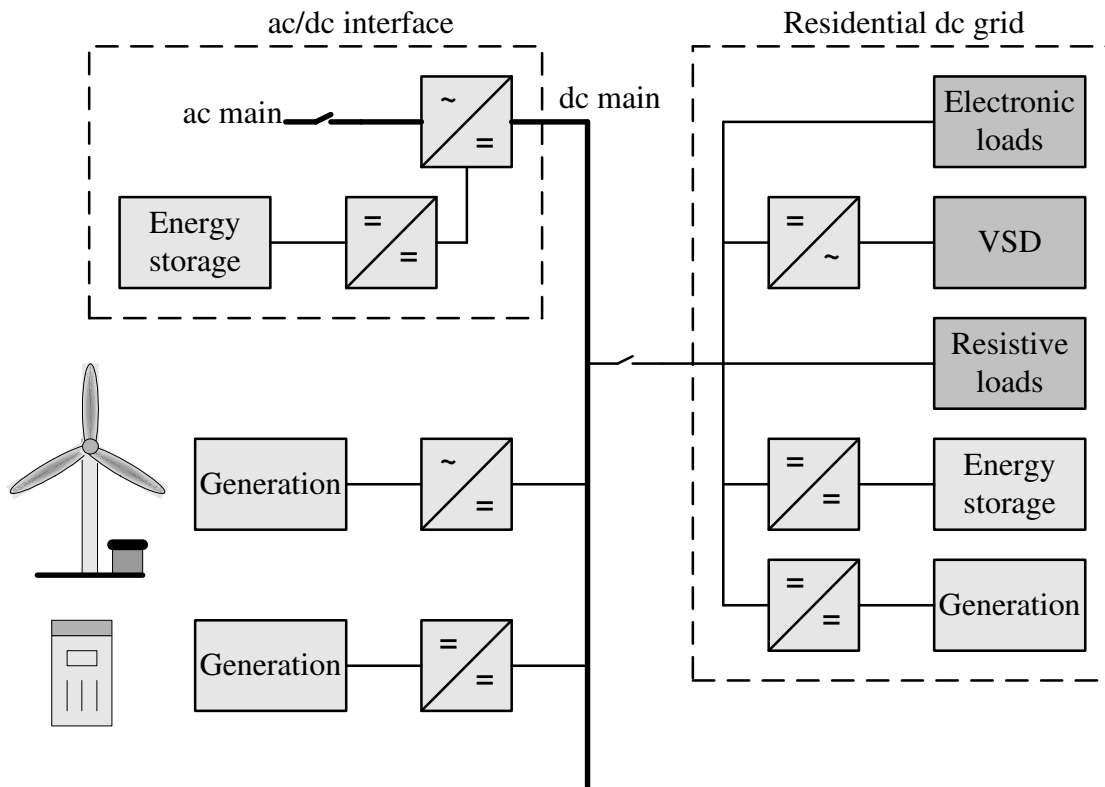 ac/dc interface
Residential dc grid
ac main
~
=
dc main
Electronic
loads
Energy
storage
=
=
=
~
VSD
Resistive
loads
Generation
~
=
=
=
Energy
storage
Generation
=
=
=
=
Generation